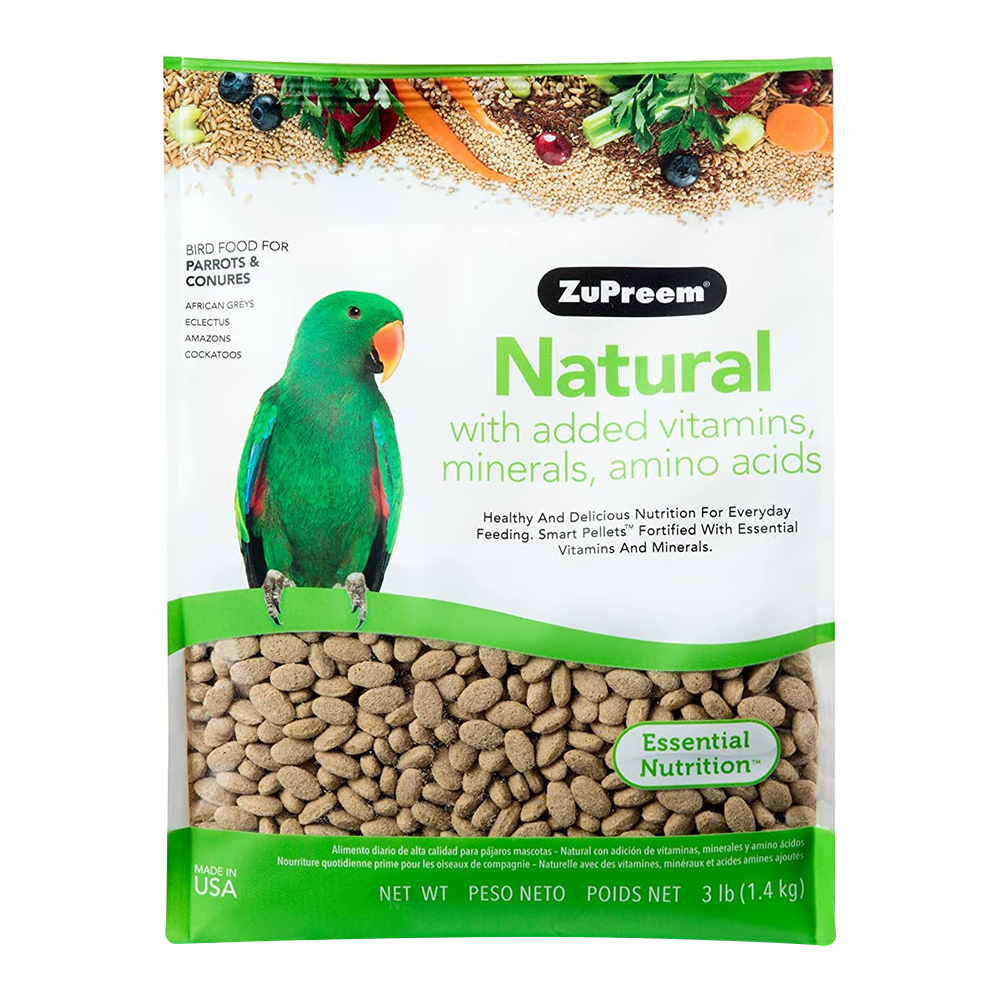 BIRD FOOD FOR
PARROTS &
CONURES
AFRICAN GREYS
ECLECTUS
AMAZONS
COCKATOOS
ZuPreem®
Natural
with added vitamins,
minerals, amino acids
Healthy And Delicious Nutrition For Everyday
Feeding. Smart Pellets™ Fortified With Essential
Vitamins And Minerals.
Essential
Nutrition™
Alimento diario de alta calidad para pájaros mascotas – Natural con adición de vitaminas, minerales y amino ácidos
Nourriture quotidienne prime pour les oiseaux de compagnie – Naturelle avec des vitamines, minéraux et acides amines ajoutés
MADE IN
USA
NET WT PESO NETO POIDS NET 3 lb (1.4 kg)